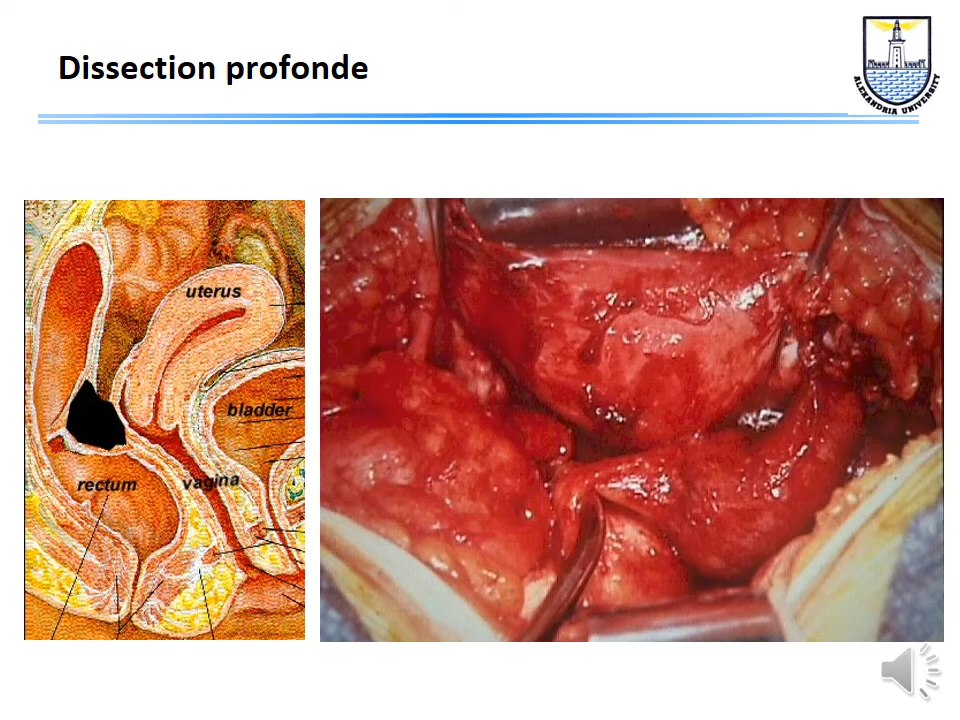 Dissection profonde
ALEXANDRIA UNIVERSITY
uterus
bladder
rectum
vagina